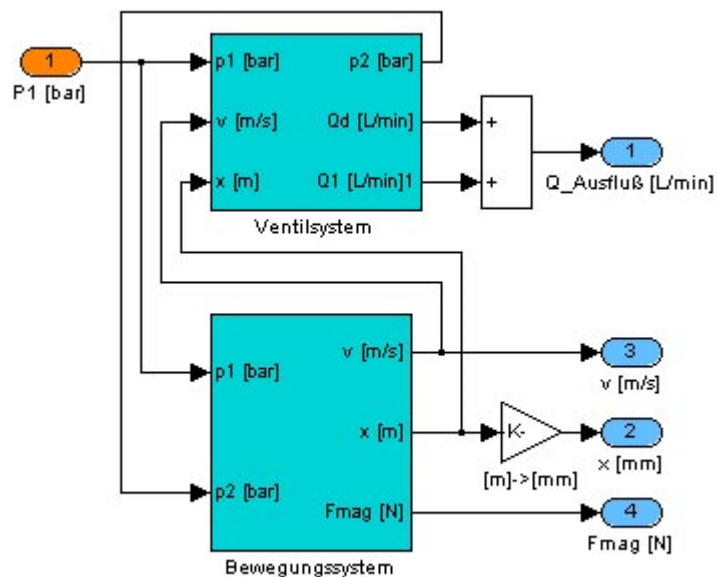 1
P1 [bar]
p1 [bar]
p2 [bar]
v [m/s]
Qd [L/min]
x [m]
Q1 [L/min]1
Ventilsystem
+
+
1
Q_Ausfluß [L/min]
p1 [bar]
v [m/s]
x [m]
p2 [bar]
Fmag [N]
Bewegungssystem
3
v [m/s]
K-
[m]->[mm]
2
x [mm]
4
Fmag [N]